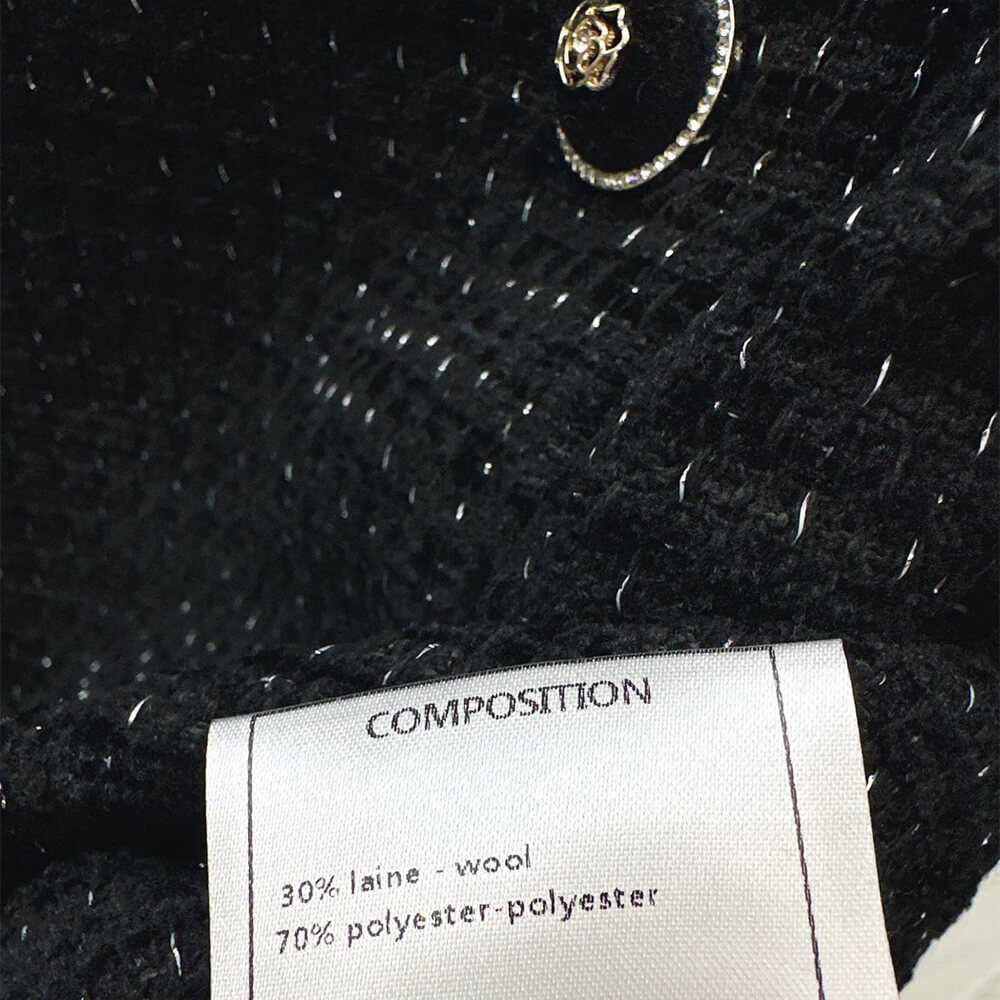 COMPOSITION
30% laine - wool
70% polyester-polyester